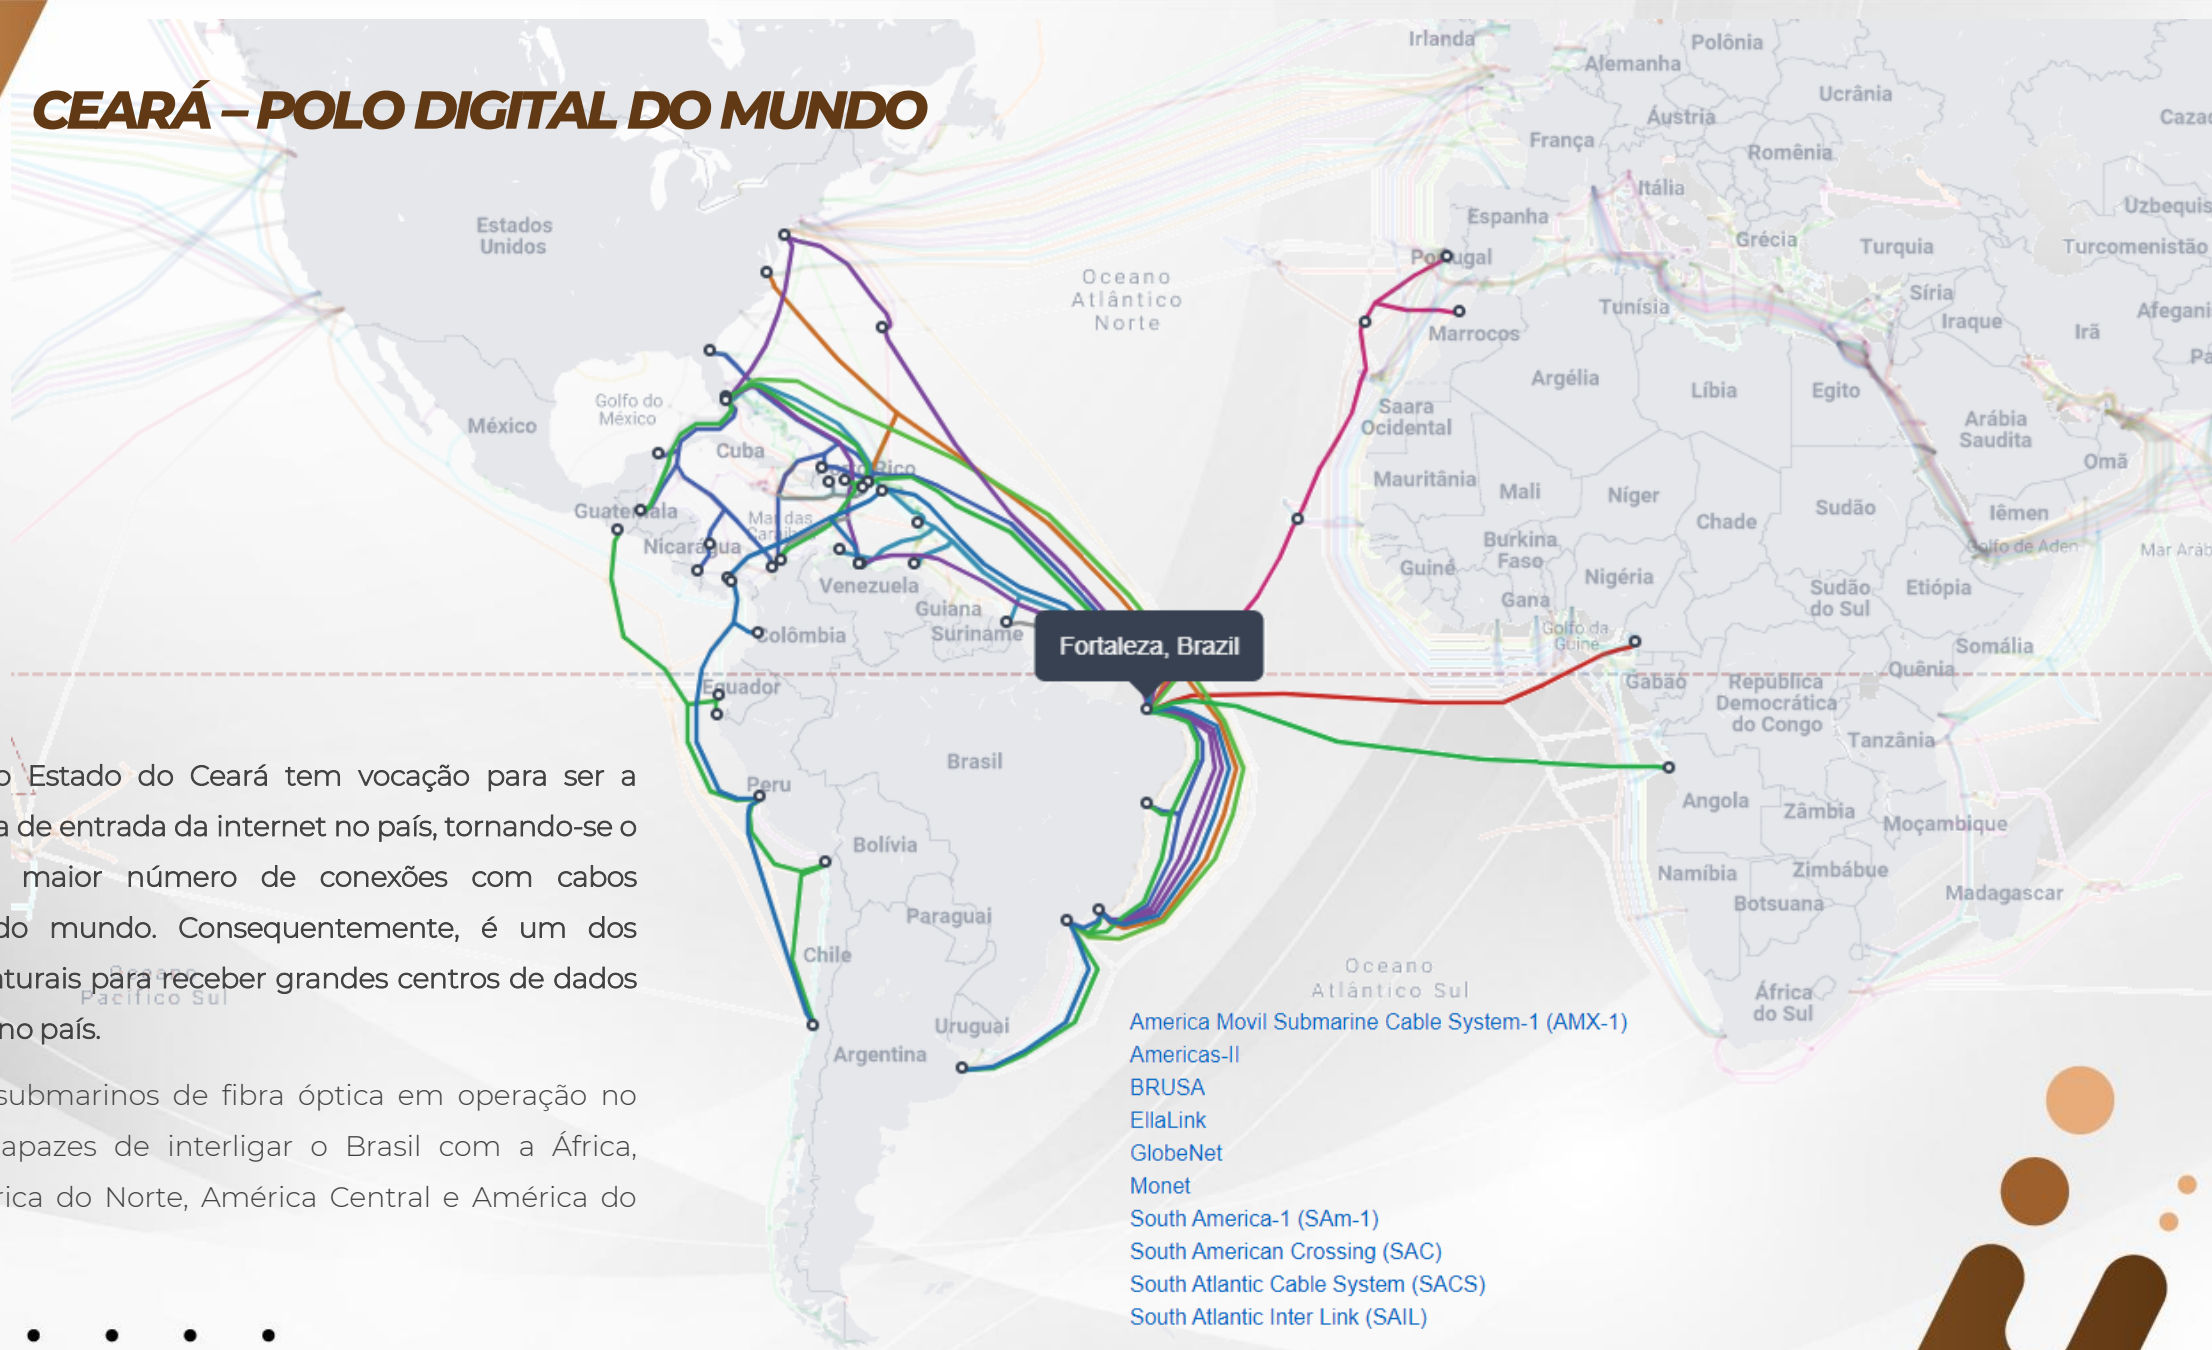 CEARÁ – POLO DIGITAL DO MUNDO
Irlanda
Polônia
Alemanha
Ucrânia
Áustria
França
Romênia
Itália
Espanha
Grécia
Turquia
Turcomenistão
Estados
Unidos
Oceano
Atlântico
Norte
Portugal
Tunísia
Síria
Iraque
Irã
Marrocos
Argélia
Líbia
Egito
Golfo do
México
México
Cuba
Saara
Ocidental
Arábia
Saudita
Omã
Mauritânia
Mali
Níger
Chade
Sudão
Iêmen
Guatemala
Mar das
Nicarágua
Burkina
Faso
Golfo de Aden
Guiné
Nigéria
Venezuela
Guiana
Suriname
Gana
Sudão
do Sul
Etiópia
Colômbia
Golfo da
Guiné
Somália
Fortaleza, Brazil
Quênia
Equador
Gabão
República
Democrática
do Congo
Tanzânia
Brasil
Peru
Angola
Zâmbia
Moçambique
Bolívia
Namíbia
Zimbábue
Botsuana
Madagascar
Paraguai
Chile
Oceano
Atlântico Sul
África
do Sul
Uruguai
Argentina
Oceano
Pacífico Sul
o Estado do Ceará tem vocação para ser a
a de entrada da internet no país, tornando-se o
maior número de conexões com cabos
do mundo. Consequentemente, é um dos
aturais para receber grandes centros de dados
no país.
submarinos de fibra óptica em operação no
apazes de interligar o Brasil com a África,
rica do Norte, América Central e América do
America Movil Submarine Cable System-1 (AMX-1)
Americas-II
BRUSA
EllaLink
GlobeNet
Monet
South America-1 (SAm-1)
South American Crossing (SAC)
South Atlantic Cable System (SACS)
South Atlantic Inter Link (SAIL)